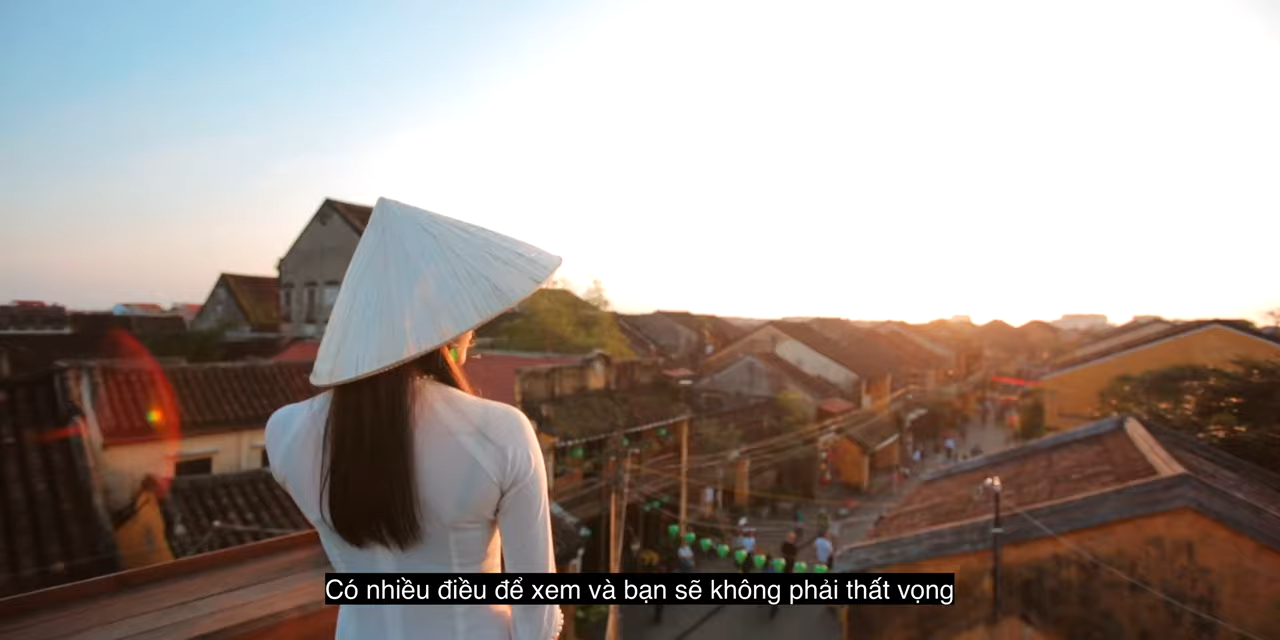 Có nhiều điều để xem và bạn sẽ không phải thất vọng